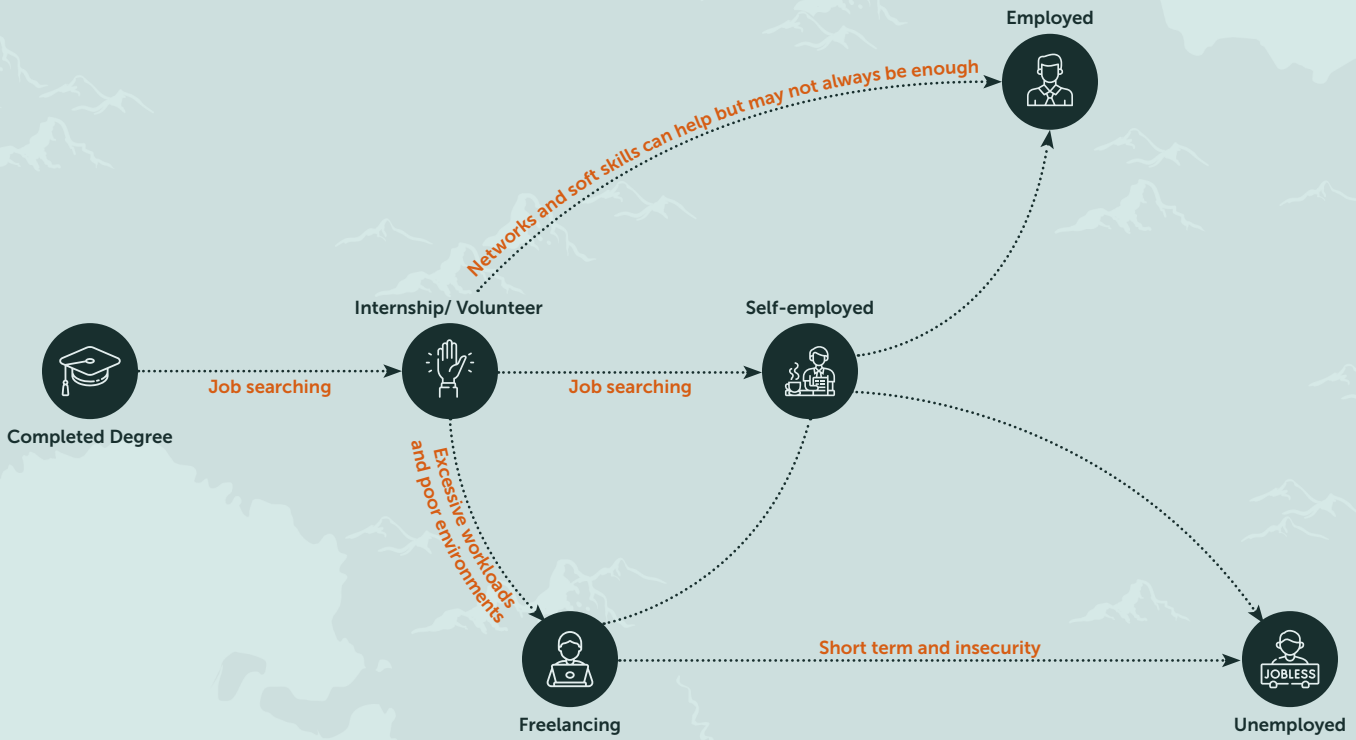 Employed
Networks and soft skills can help but may not always be enough
Internship/ Volunteer
Self-employed
Job searching
Job searching
Completed Degree
Excessive workloads
and poor environments
Short term and insecurity
JOBLESS
Freelancing
Unemployed